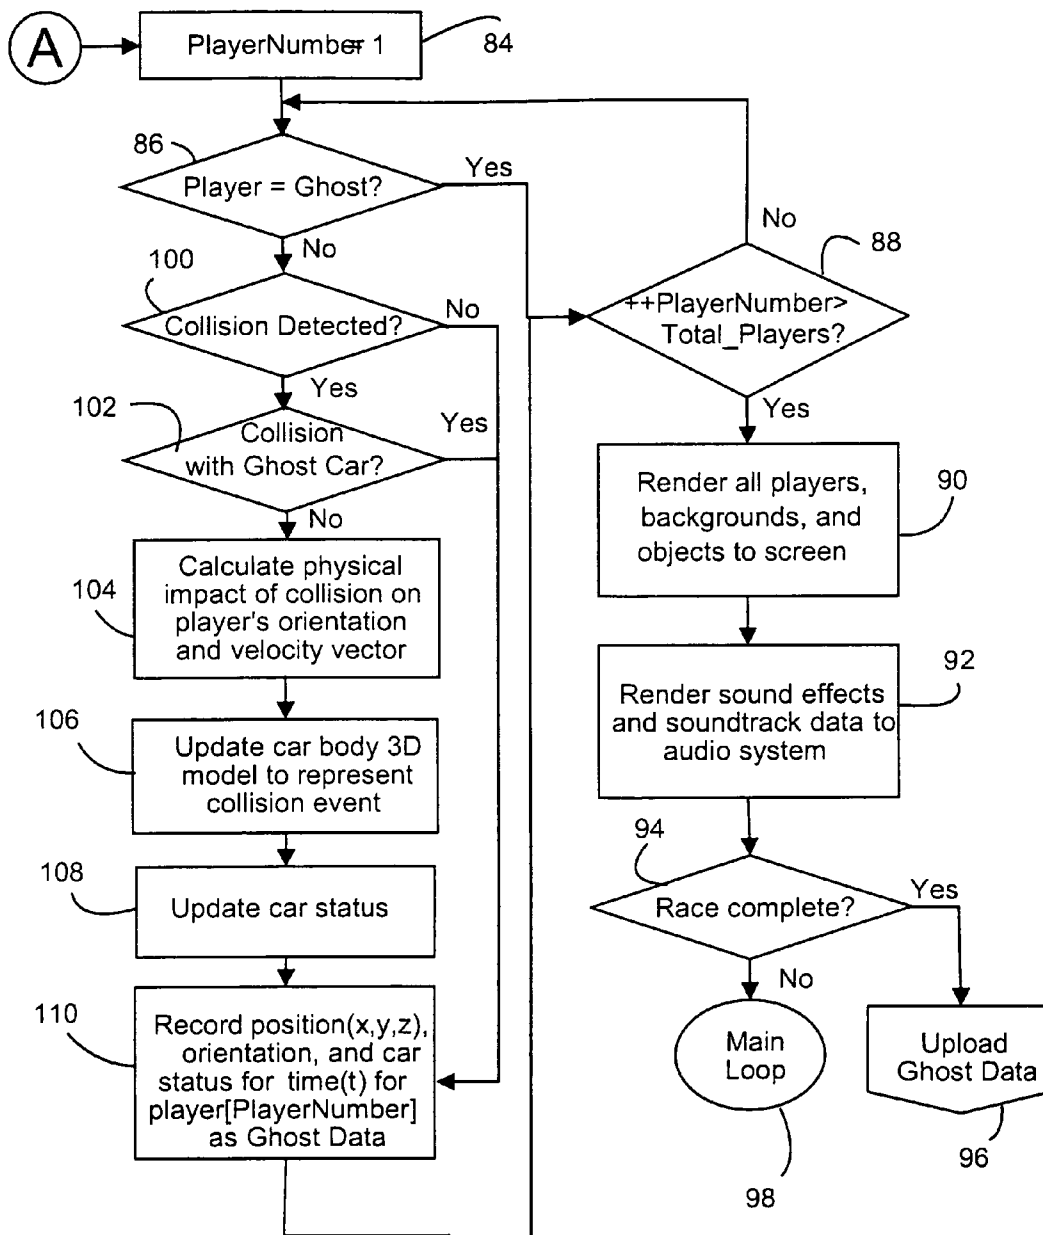 A
PlayerNumber = 1
84
86
Player = Ghost?
Yes
No
100
Collision Detected?
No
Yes
102
Collision
with Ghost Car?
Yes
No
104
Calculate physical
impact of collision on
player's orientation
and velocity vector
106
Update car body 3D
model to represent
collision event
108
Update car status
110
Record position(x,y,z),
orientation, and car
status for time(t) for
player[PlayerNumber]
as Ghost Data
No
88
++PlayerNumber>
Total_Players?
Yes
Render all players,
backgrounds, and
objects to screen
90
92
Render sound effects
and soundtrack data to
audio system
94
Race complete?
Yes
No
Main
Loop
98
Upload
Ghost Data
96